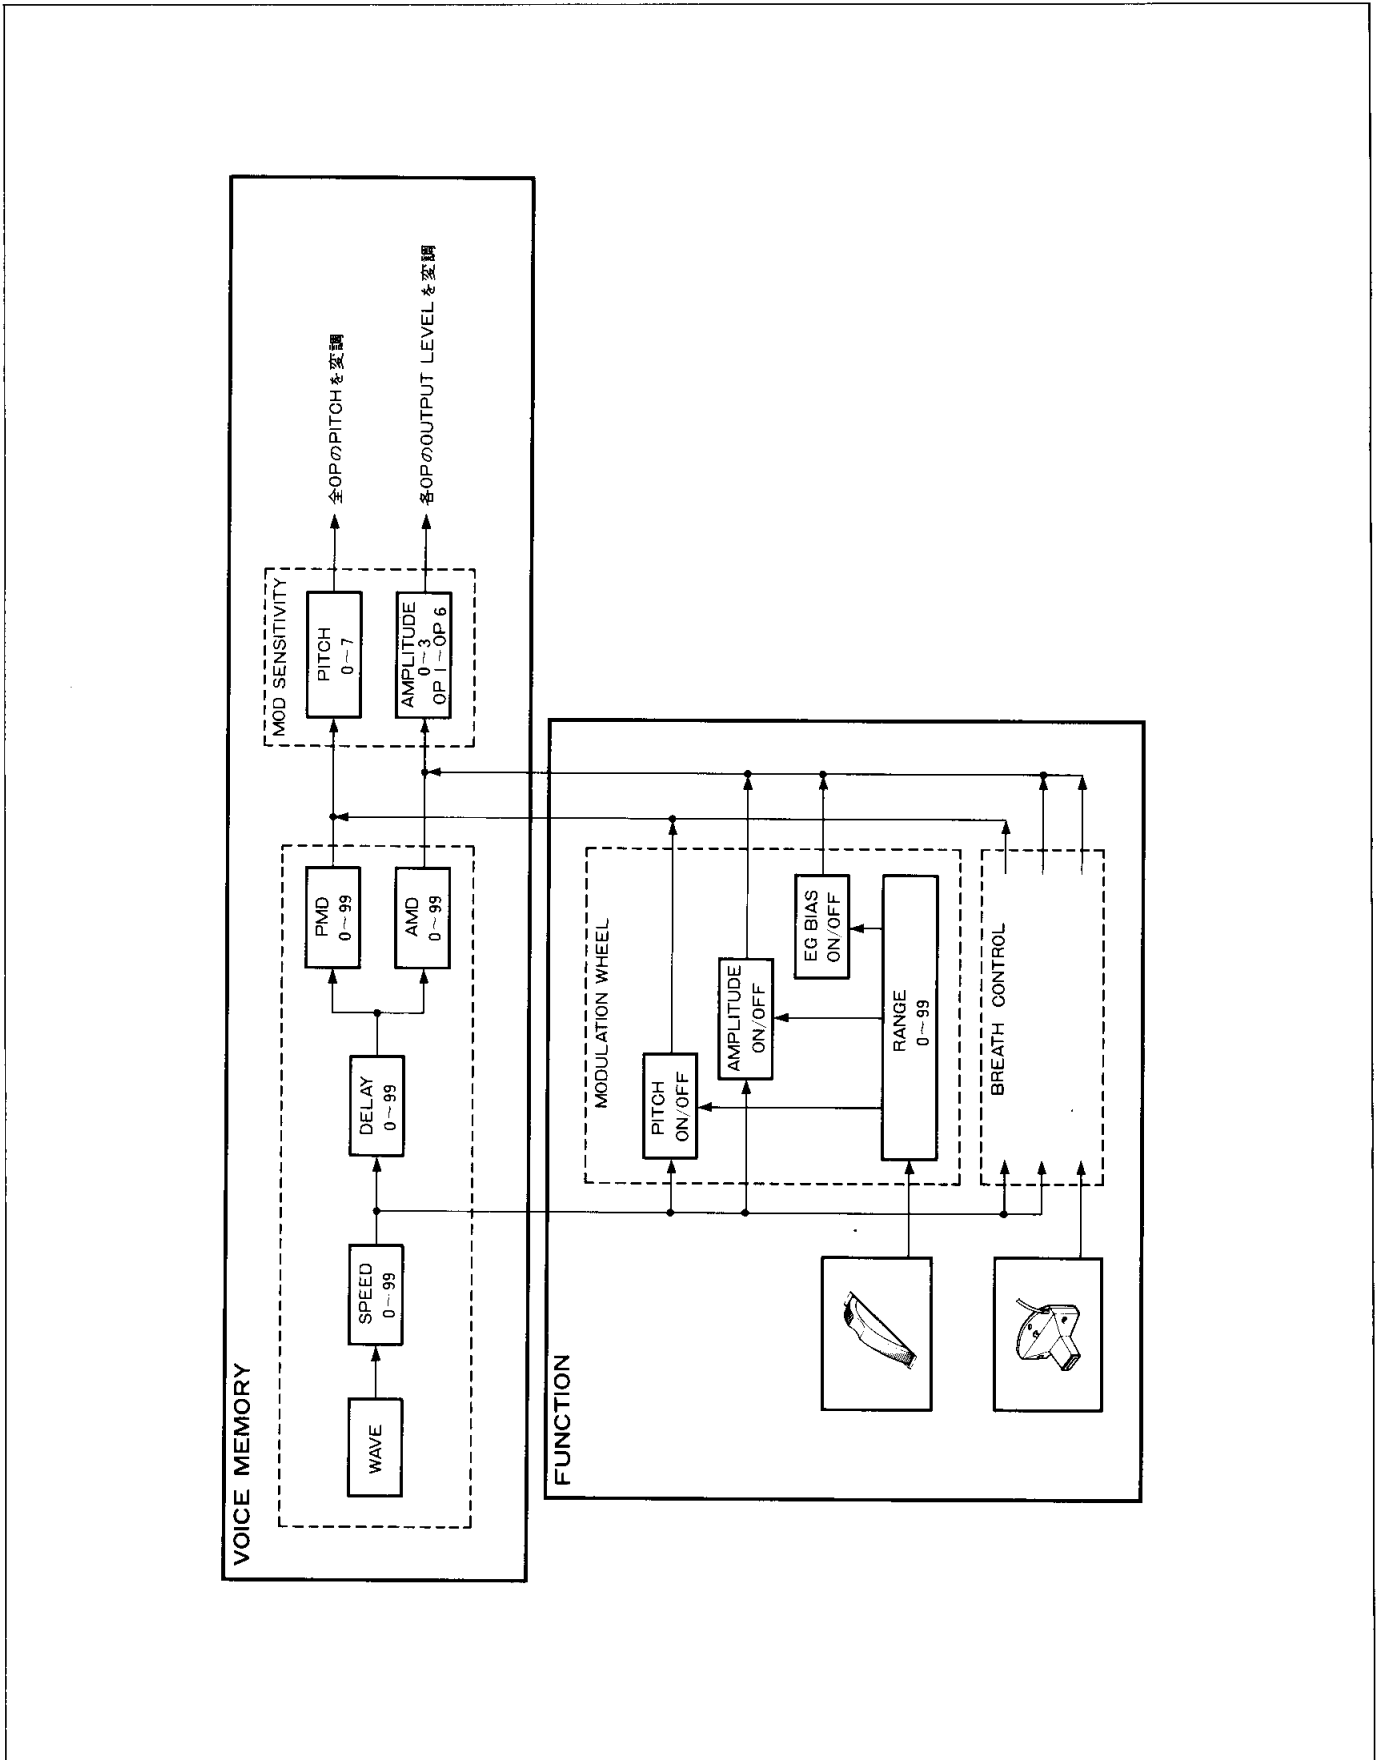 VOICE MEMORY
WAVE
SPEED
0~99
DELAY
0~99
PMD
0~99
AMD
0~99
MOD SENSITIVITY
PITCH
0~7
AMPLITUDE
0~3
OP 1~OP 6
全OPのPITCHを変調
各OPのOUTPUT LEVELを変調
FUNCTION
MODULATION WHEEL
PITCH
ON/OFF
AMPLITUDE
ON/OFF
EG BIAS
ON/OFF
RANGE
0~99
BREATH CONTROL